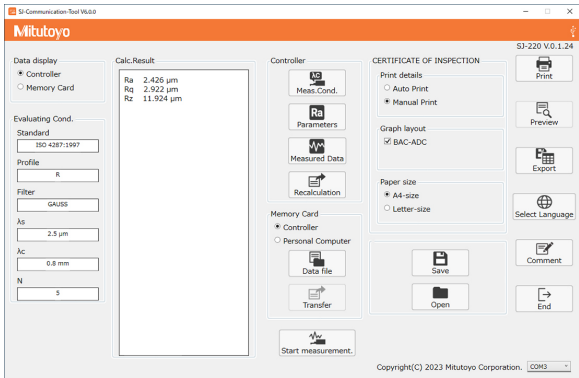 SJ-Communication-Tool V6.0.0
Mitutoyo
SJ-220 V.0.1.24
Data display
Controller
Memory Card
Evaluating Cond.
Standard
ISO 4287:1997
Profile
R
Filter
GAUSS
λs
2.5 μm
λc
0.8 mm
N
5
Calc.Result
Ra 2.426 μm
Rq 2.922 μm
Rz 11.924 μm
Controller
λC
Meas.Cond.
Ra
Parameters
Measured Data
Recalculation
Memory Card
Controller
Personal Computer
Data file
Transfer
Start measurement.
CERTIFICATE OF INSPECTION
Print details
Auto Print
Manual Print
Graph layout
BAC-ADC
Paper size
A4-size
Letter-size
Save
Open
Print
Preview
Export
Select Language
Comment
End
Copyright(C) 2023 Mitutoyo Corporation.
COM3